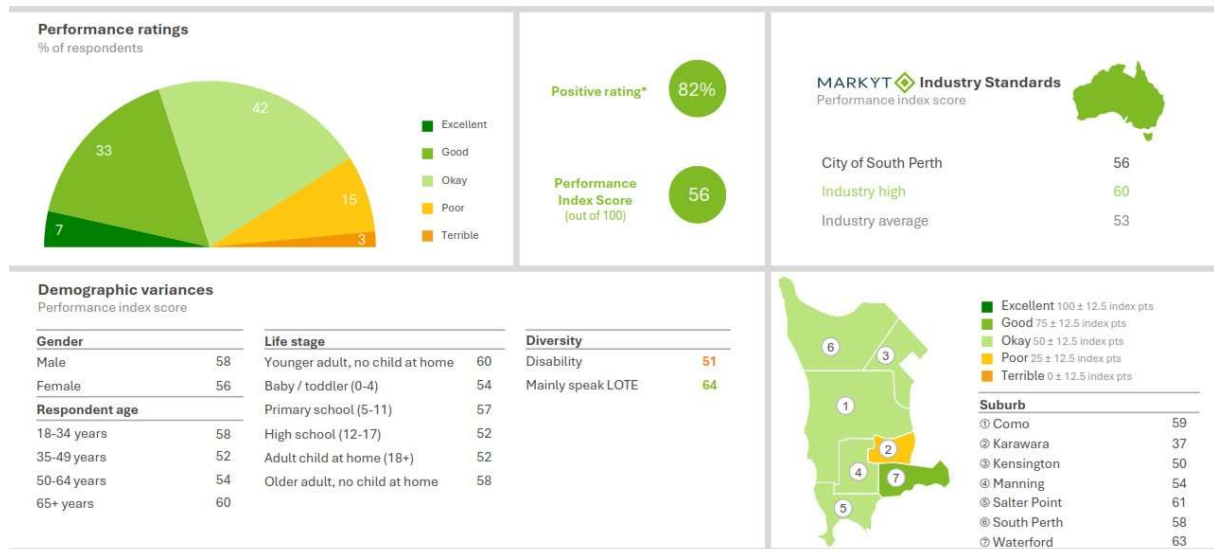 Performance ratings
% of respondents
7
33
42
15
3
Excellent
Good
Okay
Poor
Terrible
Positive rating*
82%
Performance
Index Score
(out of 100)
56
MARKYT Industry Standards
Performance index score
City of South Perth 56
Industry high 60
Industry average 53
Demographic variances
Performance index score
Gender
Male 58
Female 56
Respondent age
18-34 years 58
35-49 years 52
50-64 years 54
65+ years 60
Life stage
Younger adult, no child at home 60
Baby / toddler (0-4) 54
Primary school (5-11) 57
High school (12-17) 52
Adult child at home (18+) 52
Older adult, no child at home 58
Diversity
Disability 51
Mainly speak LOTE 64
6
3
1
2
4
7
5
Excellent 100 ± 12.5 index pts
Good 75 ± 12.5 index pts
Okay 50 ± 12.5 index pts
Poor 25 ± 12.5 index pts
Terrible 0 ± 12.5 index pts
Suburb
① Como 59
② Karawara 37
③ Kensington 50
④ Manning 54
⑤ Salter Point 61
⑥ South Perth 58
⑦ Waterford 63